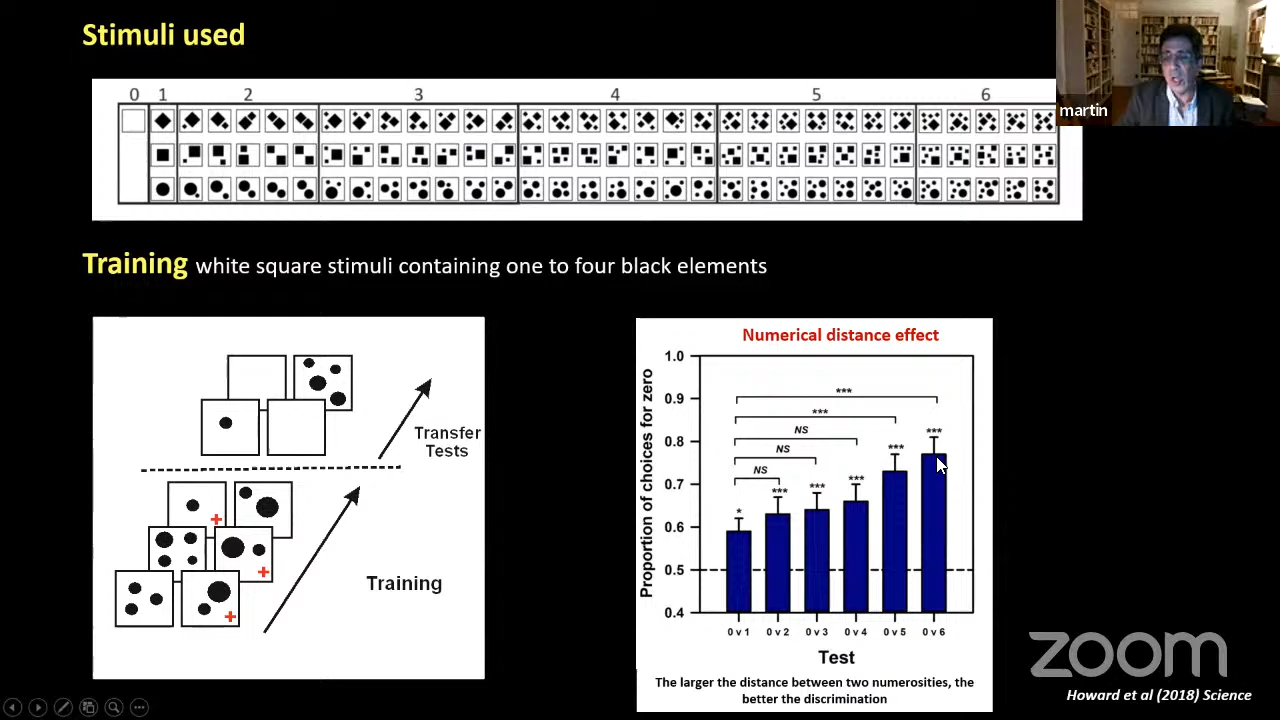 Stimuli used
martin
0 1 2 3 4 5 6
Training white square stimuli containing one to four black elements
Transfer
Tests
Training
Numerical distance effect
Proportion of choices for zero
1.0
0.9
0.8
0.7
0.6
0.5
0.4
***
***
NS
NS
NS
* *** *** *** *** ***
0 v 1 0 v 2 0 v 3 0 v 4 0 v 5 0 v 6
Test
The larger the distance between two numerosities, the
better the discrimination
zoom
Howard et al (2018) Science